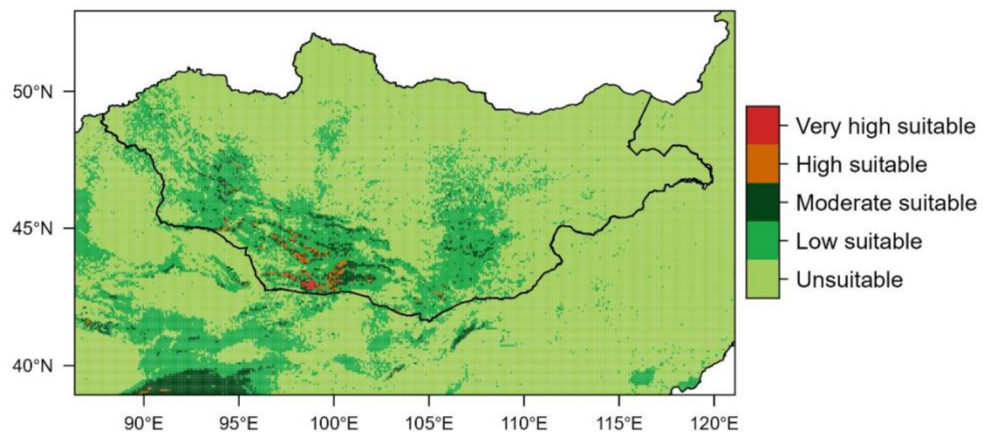 50°N
45°N
40°N
90°E 95°E 100°E 105°E 110°E 115°E 120°E
Very high suitable
High suitable
Moderate suitable
Low suitable
Unsuitable